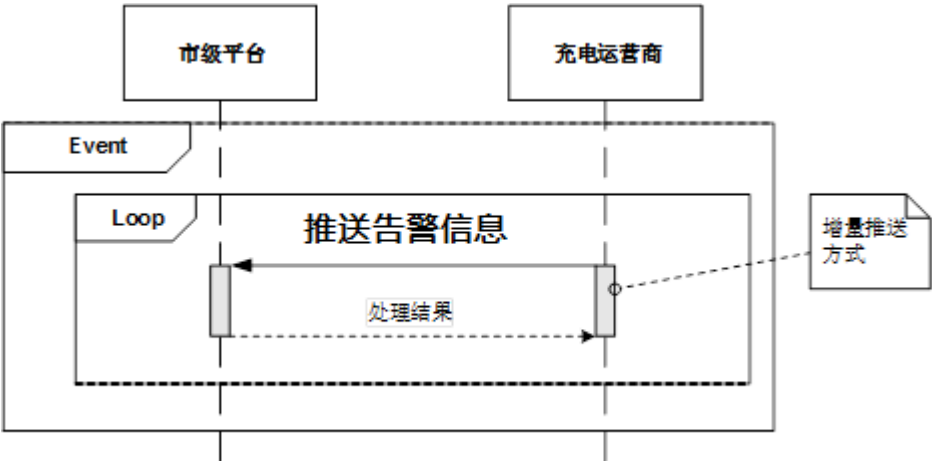 市级平台
充电运营商
Event
Loop
推送告警信息
增量推送
方式
处理结果